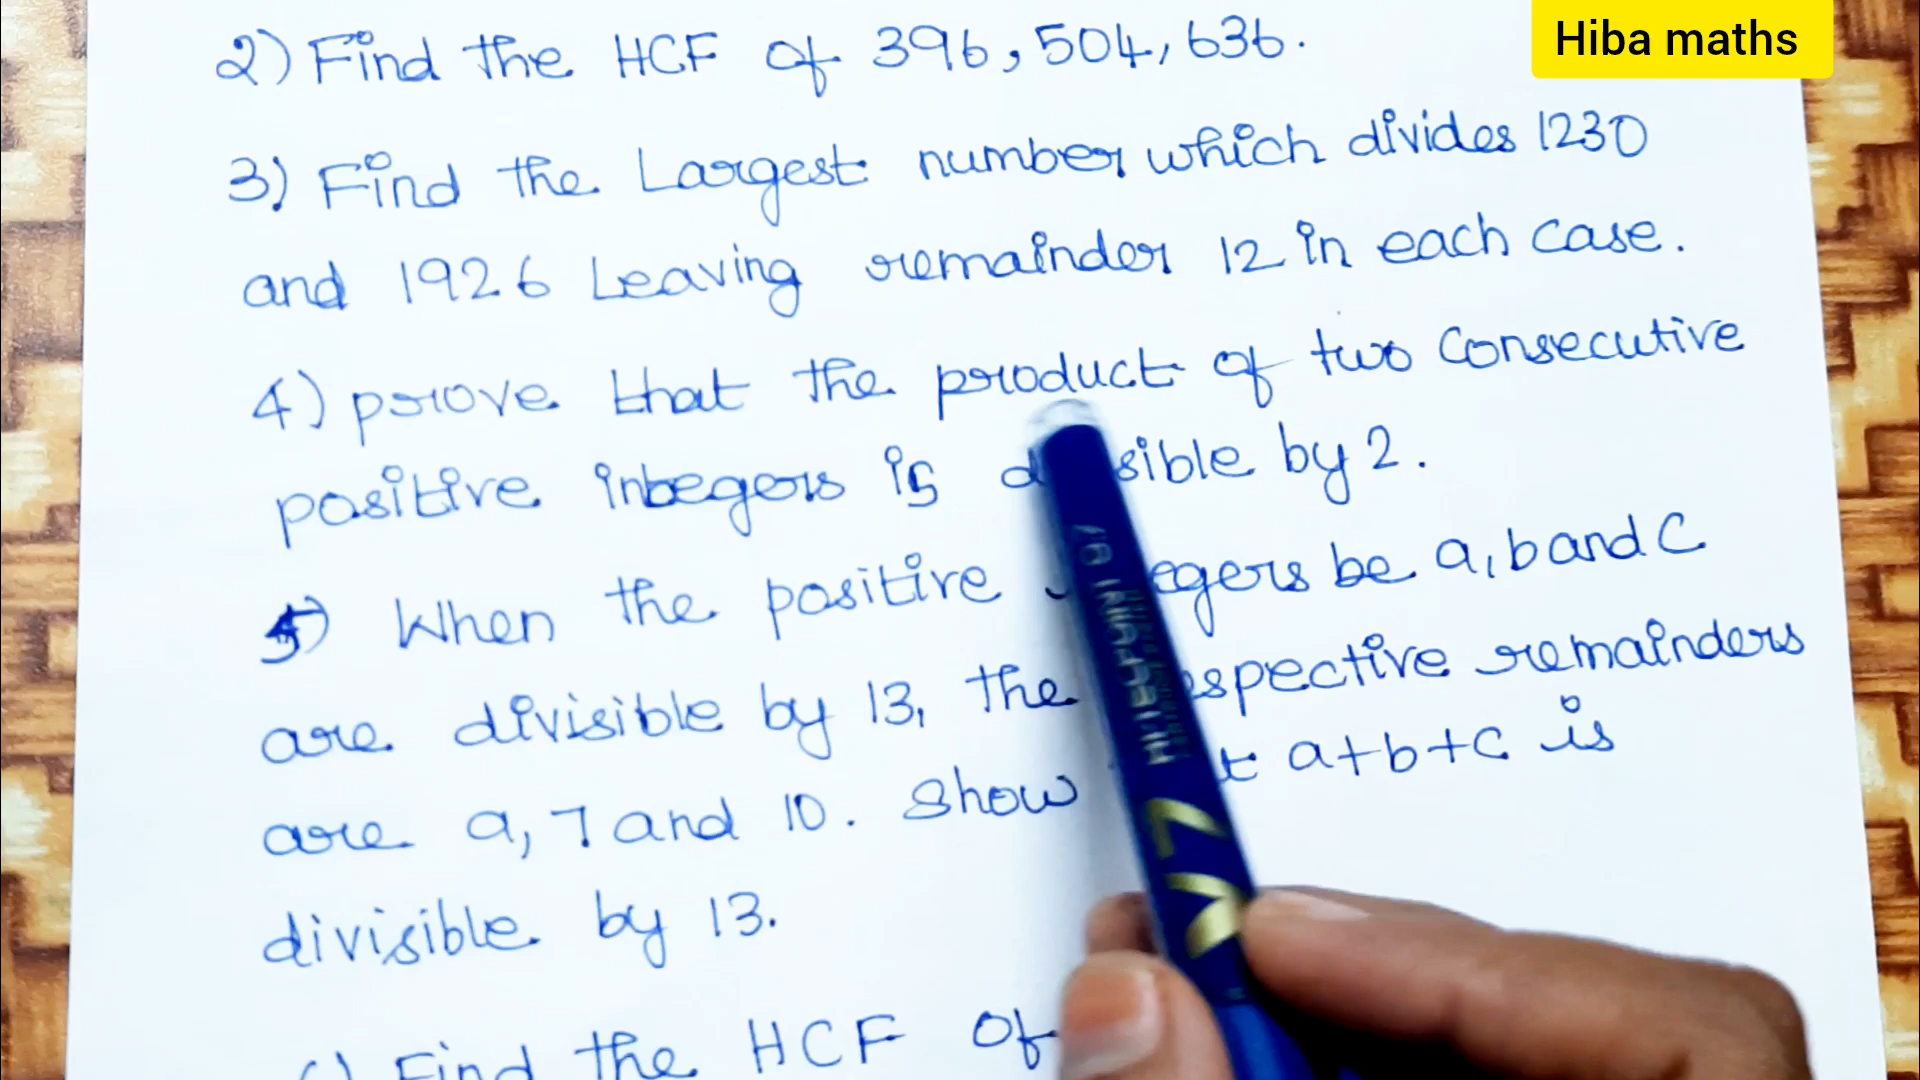 Hiba maths
2) Find the HCF of 396, 504, 636.
3) Find the Largest number which divides 1230
and 1926 Leaving remainder 12 in each case.
4) prove that the product of two Consecutive
positive integers is by 2.
5) When the positive be a, b and C
are divisible by 13, the remainders
are 9, 7 and 10. Show a+b+c is
divisible by 13.
Find the HCF of